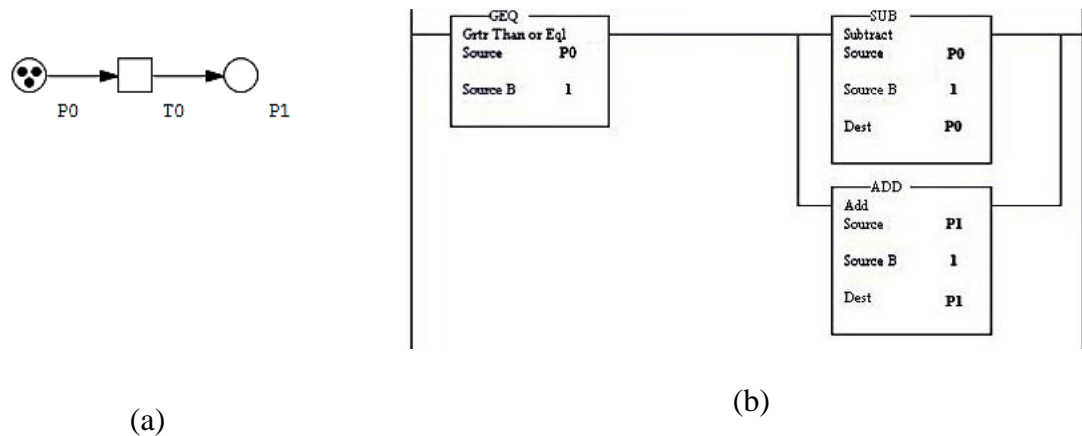 P0 T0 P1
(a)
GEQ
Grtr Than or Eql
Source P0
Source B 1
SUB
Subtract
Source P0
Source B 1
Dest P0
ADD
Add
Source P1
Source B 1
Dest P1
(b)